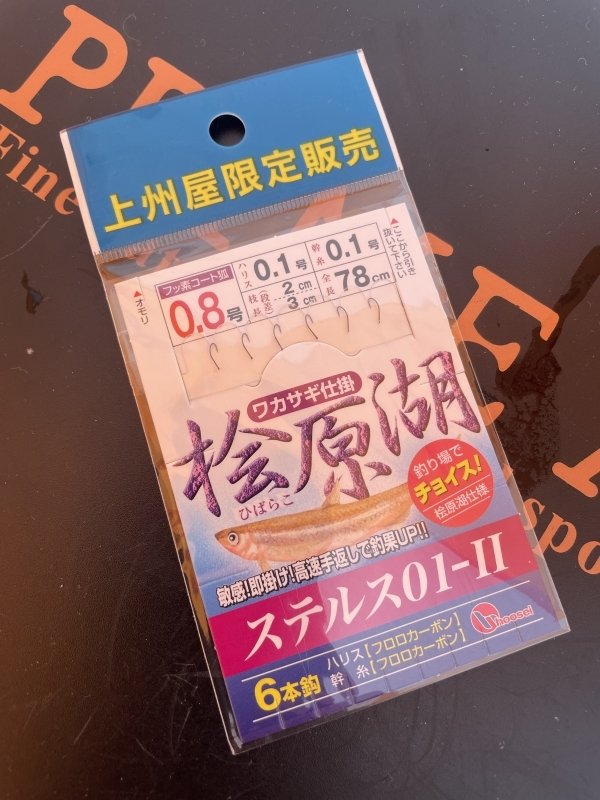 上州屋限定販売
フッ素コート狐
0.8号
ハリス 0.1号
幹糸 0.1号
枝長(段差) 2cm 3cm
全長 78cm
▲オモリ
▲ここから引き抜いて下さい
ワカサギ仕掛
桧原湖
ひばらこ
釣り場で
チョイス!
桧原湖仕様
敏感!即掛け!高速手返しで釣果UP!!
ステルス01-II
6本鈎
ハリス【フロロカーボン】
幹 糸【フロロカーボン】
Fine